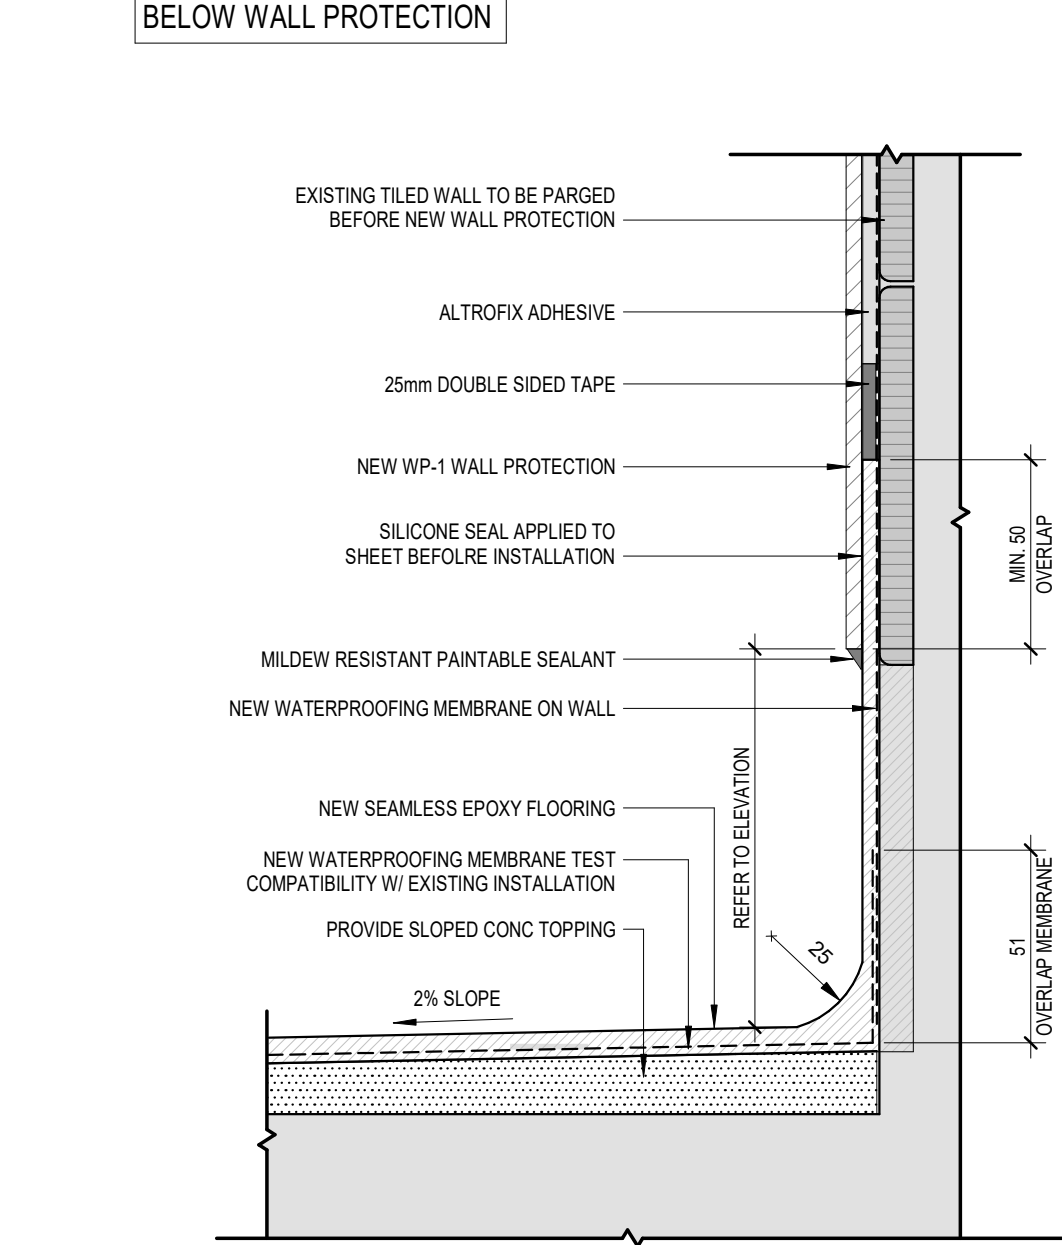 BELOW WALL PROTECTION
EXISTING TILED WALL TO BE PARGED
BEFORE NEW WALL PROTECTION
ALTROFIX ADHESIVE
25mm DOUBLE SIDED TAPE
NEW WP-1 WALL PROTECTION
SILICONE SEAL APPLIED TO
SHEET BEFOLRE INSTALLATION
MILDEW RESISTANT PAINTABLE SEALANT
NEW WATERPROOFING MEMBRANE ON WALL
NEW SEAMLESS EPOXY FLOORING
NEW WATERPROOFING MEMBRANE TEST
COMPATIBILITY W/ EXISTING INSTALLATION
PROVIDE SLOPED CONC TOPPING
2% SLOPE
REFER TO ELEVATION
25
MIN. 50
OVERLAP
51
OVERLAP MEMBRANE